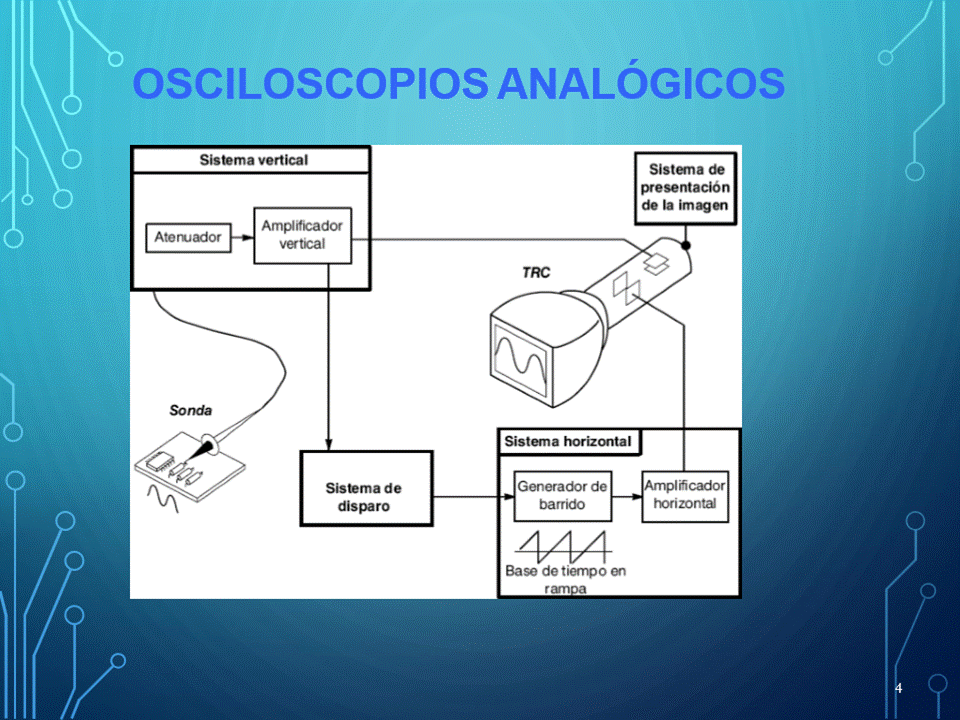 OSCILOSCOPIOS ANALÓGICOS
Sistema vertical
Atenuador
Amplificador
vertical
Sistema de
presentación
de la imagen
TRC
Sonda
Sistema de
disparo
Sistema horizontal
Generador de
barrido
Amplificador
horizontal
Base de tiempo en
rampa
4